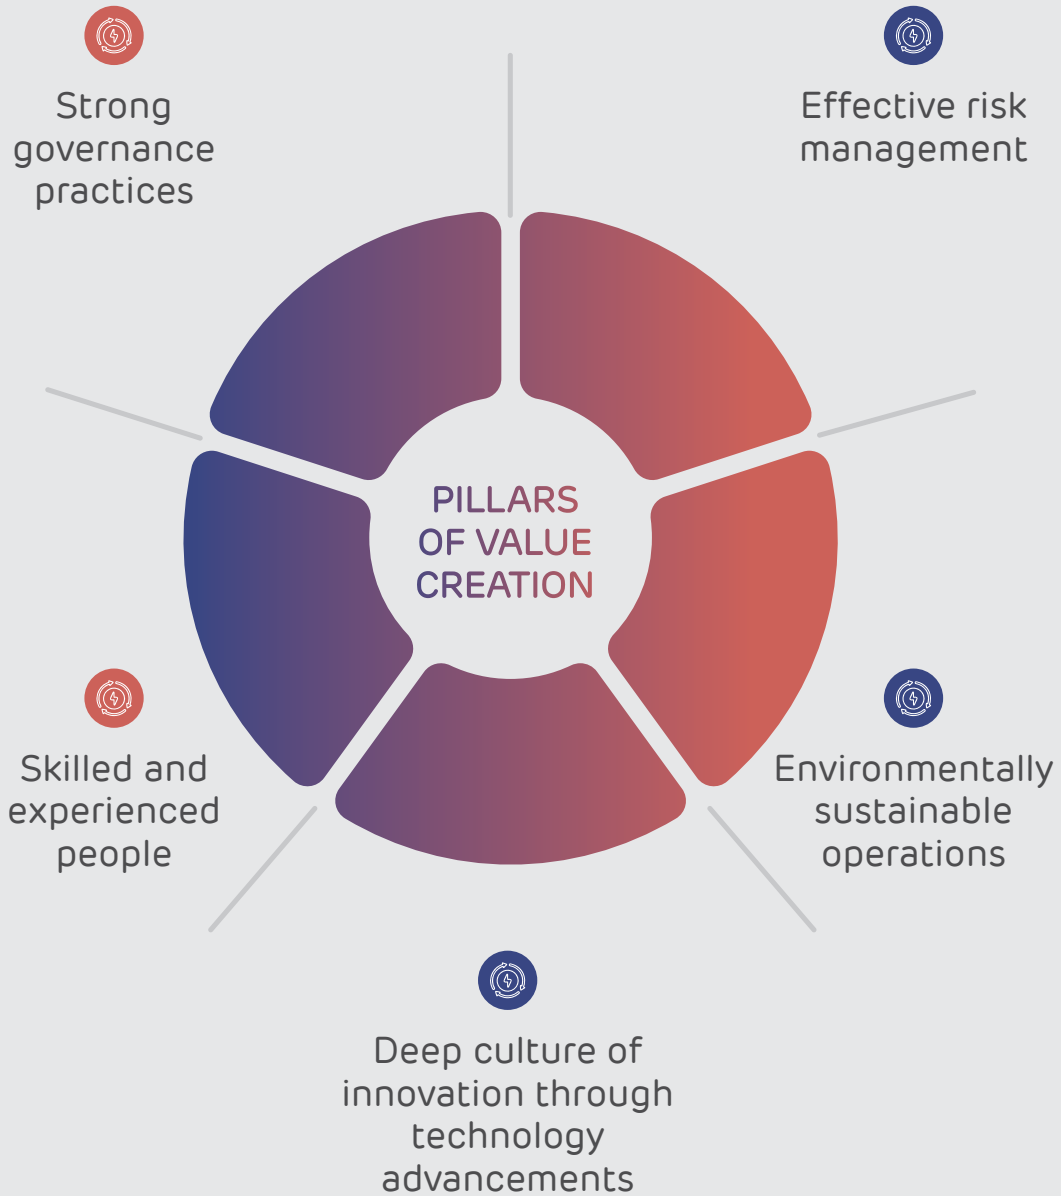 Strong
governance
practices
Effective risk
management
PILLARS
OF VALUE
CREATION
Skilled and
experienced
people
Environmentally
sustainable
operations
Deep culture of
innovation through
technology
advancements